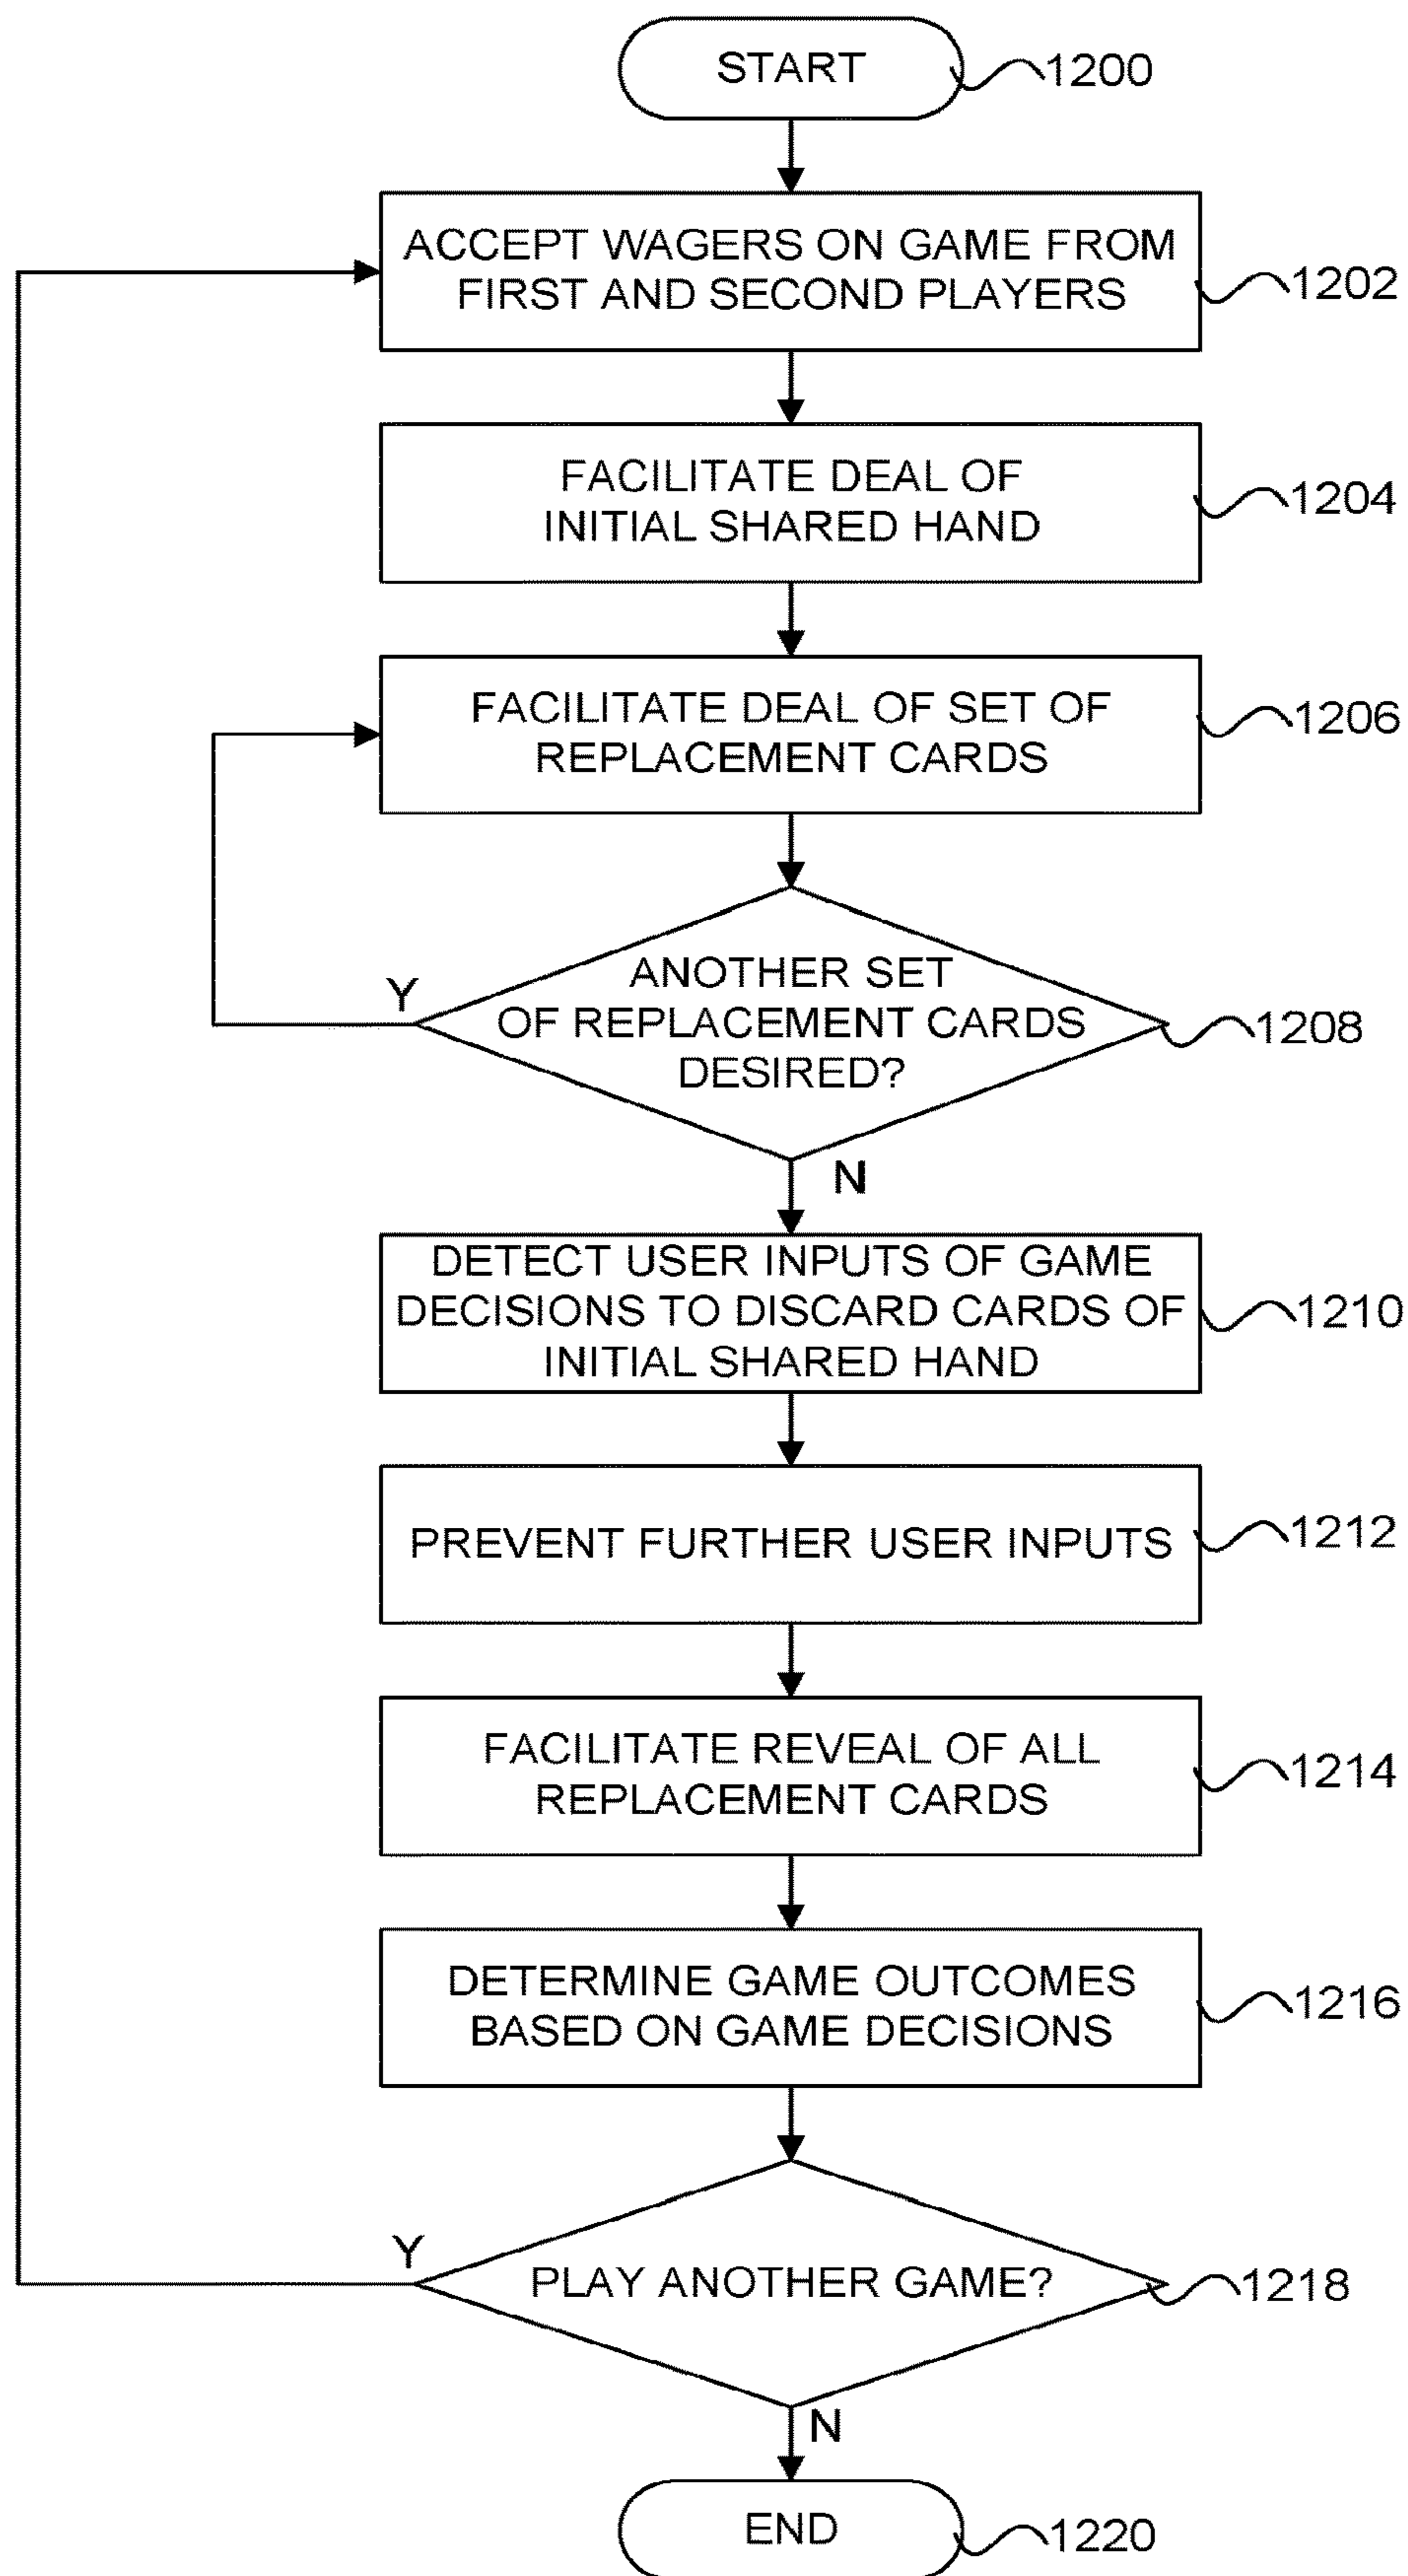 START
1200
ACCEPT WAGERS ON GAME FROM
FIRST AND SECOND PLAYERS
1202
FACILITATE DEAL OF
INITIAL SHARED HAND
1204
FACILITATE DEAL OF SET OF
REPLACEMENT CARDS
1206
ANOTHER SET
OF REPLACEMENT CARDS
DESIRED?
Y
1208
N
DETECT USER INPUTS OF GAME
DECISIONS TO DISCARD CARDS OF
INITIAL SHARED HAND
1210
PREVENT FURTHER USER INPUTS
1212
FACILITATE REVEAL OF ALL
REPLACEMENT CARDS
1214
DETERMINE GAME OUTCOMES
BASED ON GAME DECISIONS
1216
Y
PLAY ANOTHER GAME?
1218
N
END
1220